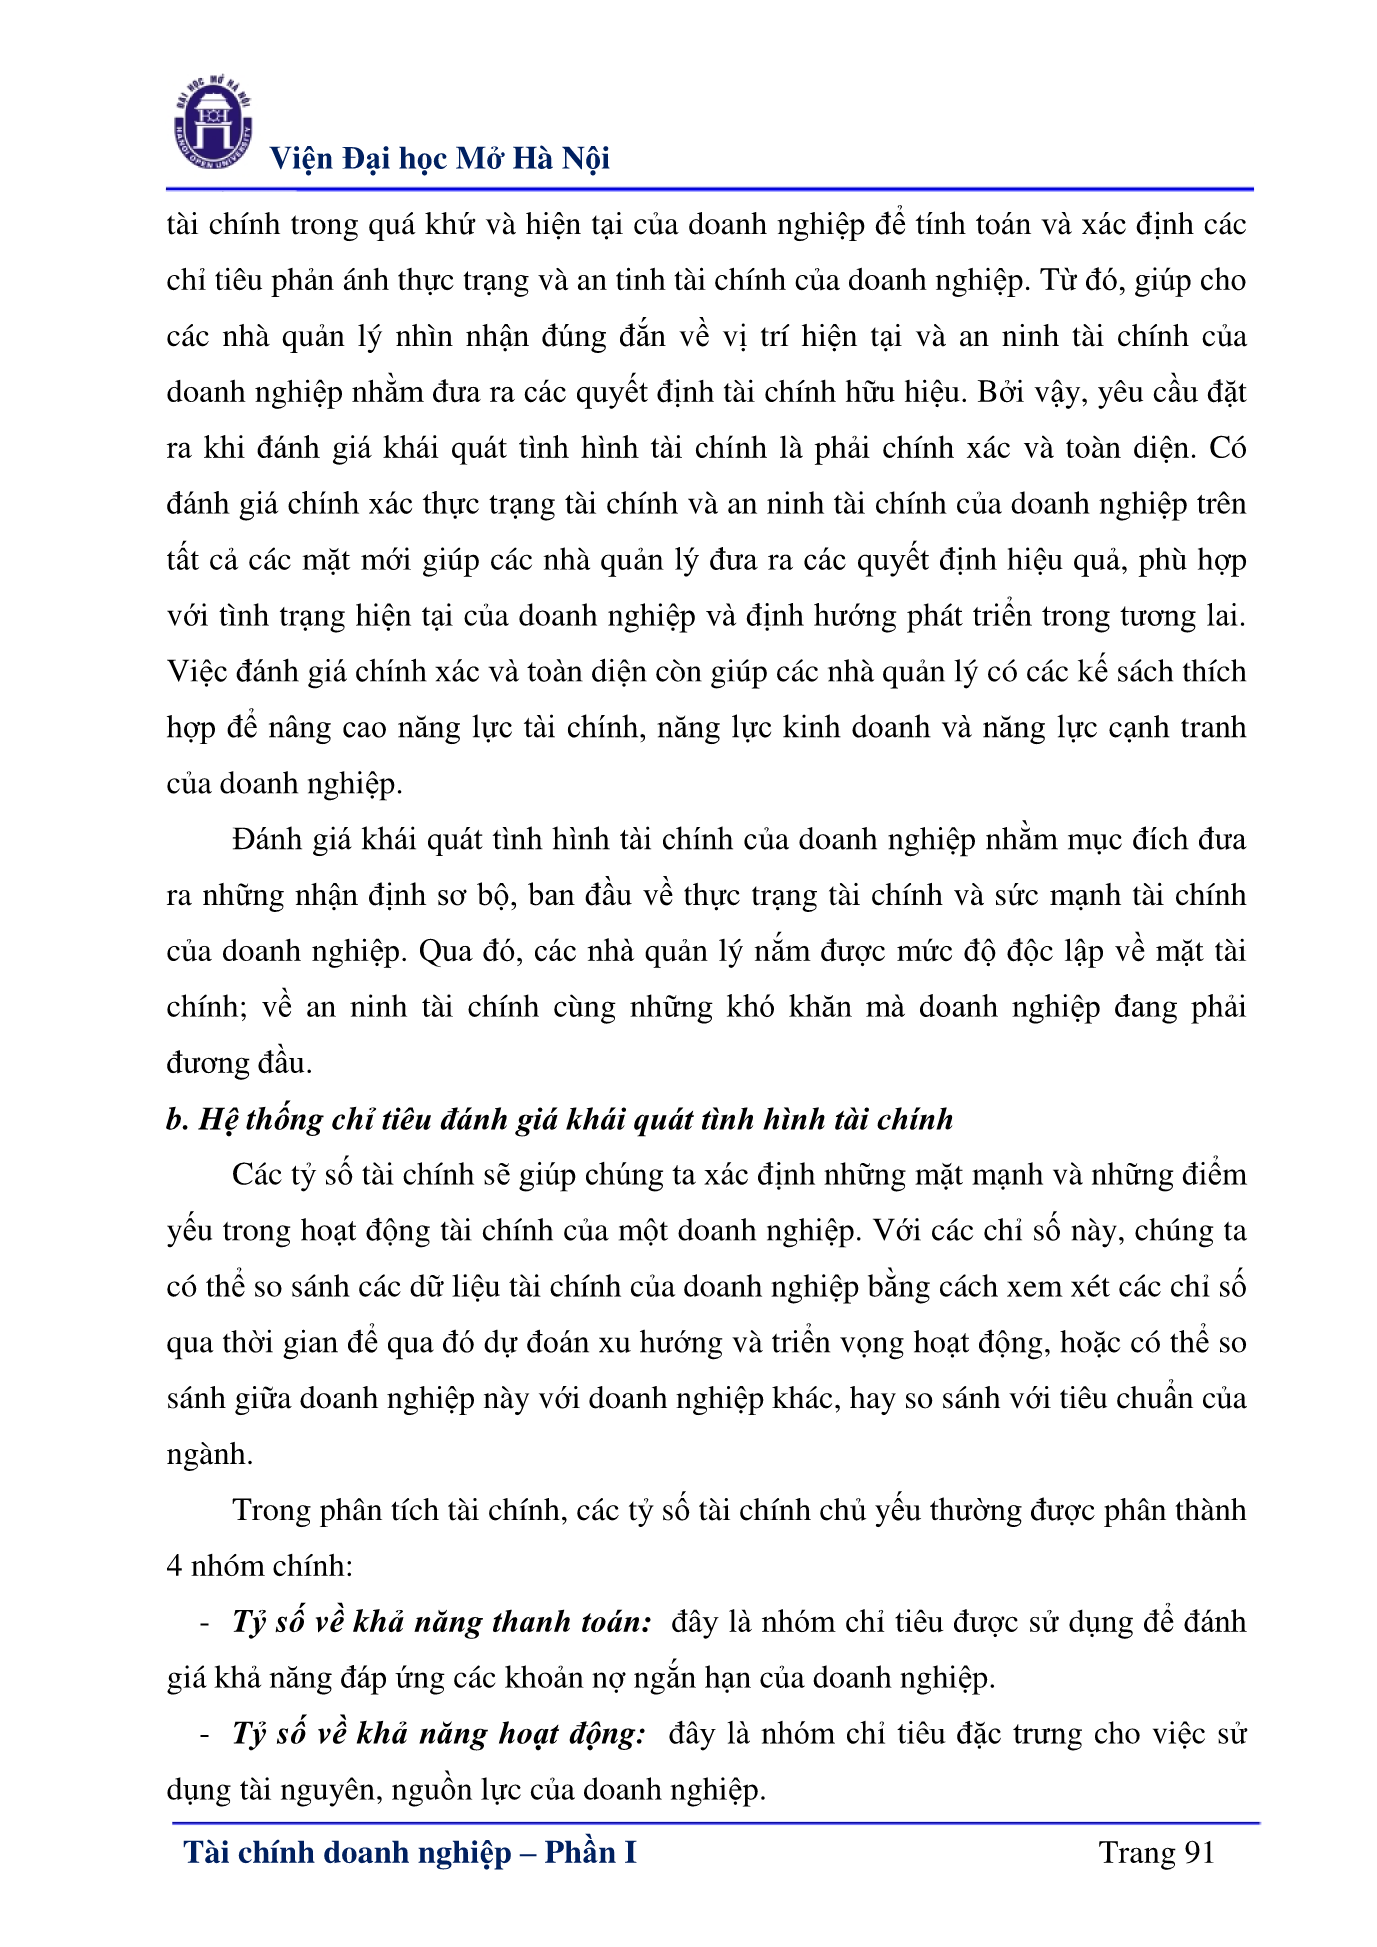 ĐẠI HỌC MỞ HÀ NỘI
HANOI OPEN UNIVERSITY
Viện Đại học Mở Hà Nội
tài chính trong quá khứ và hiện tại của doanh nghiệp để tính toán và xác định các
chỉ tiêu phản ánh thực trạng và an tinh tài chính của doanh nghiệp. Từ đó, giúp cho
các nhà quản lý nhìn nhận đúng đắn về vị trí hiện tại và an ninh tài chính của
doanh nghiệp nhằm đưa ra các quyết định tài chính hữu hiệu. Bởi vậy, yêu cầu đặt
ra khi đánh giá khái quát tình hình tài chính là phải chính xác và toàn diện. Có
đánh giá chính xác thực trạng tài chính và an ninh tài chính của doanh nghiệp trên
tất cả các mặt mới giúp các nhà quản lý đưa ra các quyết định hiệu quả, phù hợp
với tình trạng hiện tại của doanh nghiệp và định hướng phát triển trong tương lai.
Việc đánh giá chính xác và toàn diện còn giúp các nhà quản lý có các kế sách thích
hợp để nâng cao năng lực tài chính, năng lực kinh doanh và năng lực cạnh tranh
của doanh nghiệp.
Đánh giá khái quát tình hình tài chính của doanh nghiệp nhằm mục đích đưa
ra những nhận định sơ bộ, ban đầu về thực trạng tài chính và sức mạnh tài chính
của doanh nghiệp. Qua đó, các nhà quản lý nắm được mức độ độc lập về mặt tài
chính; về an ninh tài chính cùng những khó khăn mà doanh nghiệp đang phải
đương đầu.
b. Hệ thống chỉ tiêu đánh giá khái quát tình hình tài chính
Các tỷ số tài chính sẽ giúp chúng ta xác định những mặt mạnh và những điểm
yếu trong hoạt động tài chính của một doanh nghiệp. Với các chỉ số này, chúng ta
có thể so sánh các dữ liệu tài chính của doanh nghiệp bằng cách xem xét các chỉ số
qua thời gian để qua đó dự đoán xu hướng và triển vọng hoạt động, hoặc có thể so
sánh giữa doanh nghiệp này với doanh nghiệp khác, hay so sánh với tiêu chuẩn của
ngành.
Trong phân tích tài chính, các tỷ số tài chính chủ yếu thường được phân thành
4 nhóm chính:
- Tỷ số về khả năng thanh toán: đây là nhóm chỉ tiêu được sử dụng để đánh
giá khả năng đáp ứng các khoản nợ ngắn hạn của doanh nghiệp.
- Tỷ số về khả năng hoạt động: đây là nhóm chỉ tiêu đặc trưng cho việc sử
dụng tài nguyên, nguồn lực của doanh nghiệp.
Tài chính doanh nghiệp – Phần I Trang 91